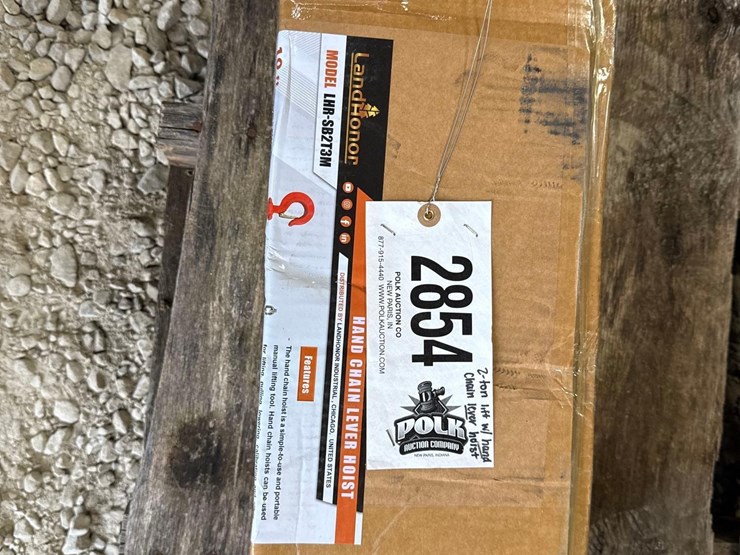 LandHonor
MODEL LHR-SB2T3M
HAND CHAIN LEVER HOIST
DISTRIBUTED BY LANDHONOR INDUSTRIAL, CHICAGO, UNITED STATES
Features
The hand chain hoist is a simple-to-use and portable
manual lifting tool. Hand chain hoists can be used
2-ton lift w/ hand
Chain lever hoist
2854
POLK AUCTION CO
NEW PARIS, IN
877-915-4440 WWW.POLKAUCTION.COM
POLK
AUCTION COMPANY
NEW PARIS, INDIANA